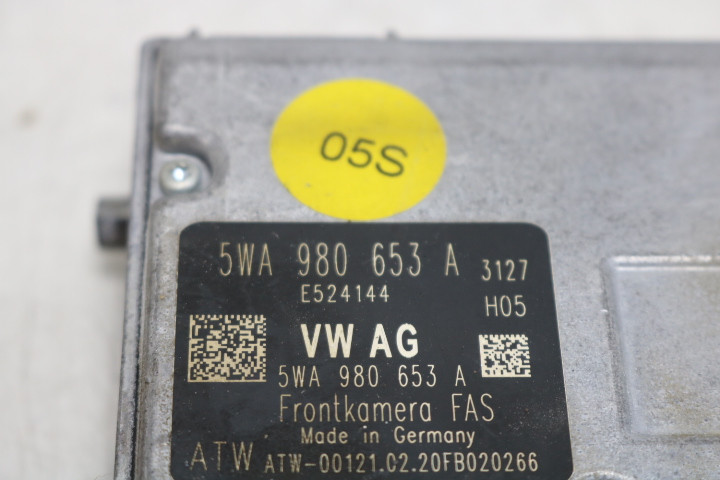 05S
5WA 980 653 A 3127
E524144 H05
VW AG
5WA 980 653 A
Frontkamera FAS
Made in Germany
ATW ATW-00121.02.20FB020266